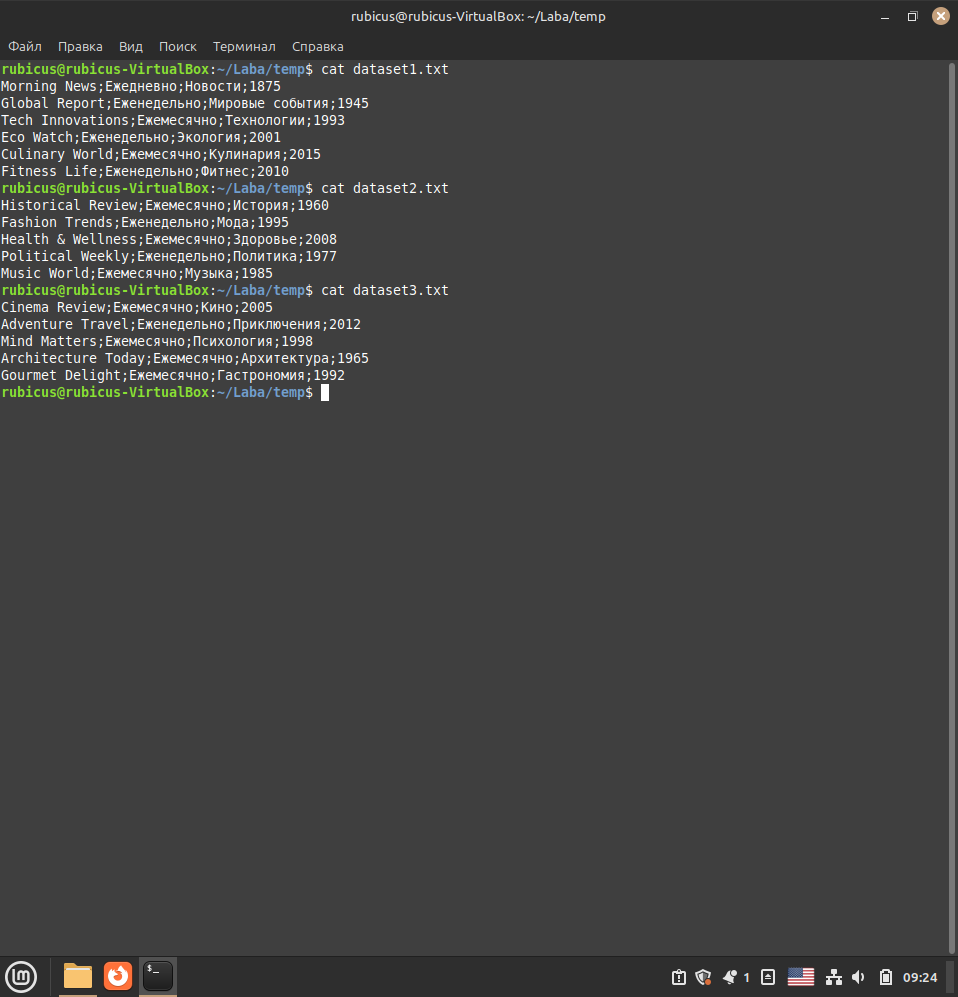 rubicus@rubicus-VirtualBox: ~/Laba/temp
Файл Правка Вид Поиск Терминал Справка
rubicus@rubicus-VirtualBox:~/Laba/temp$ cat dataset1.txt
Morning News;Ежедневно;Новости;1875
Global Report;Еженедельно;Мировые события;1945
Tech Innovations;Ежемесячно;Технологии;1993
Eco Watch;Еженедельно;Экология;2001
Culinary World;Ежемесячно;Кулинария;2015
Fitness Life;Еженедельно;Фитнес;2010
rubicus@rubicus-VirtualBox:~/Laba/temp$ cat dataset2.txt
Historical Review;Ежемесячно;История;1960
Fashion Trends;Еженедельно;Мода;1995
Health & Wellness;Ежемесячно;Здоровье;2008
Political Weekly;Еженедельно;Политика;1977
Music World;Ежемесячно;Музыка;1985
rubicus@rubicus-VirtualBox:~/Laba/temp$ cat dataset3.txt
Cinema Review;Ежемесячно;Кино;2005
Adventure Travel;Еженедельно;Приключения;2012
Mind Matters;Ежемесячно;Психология;1998
Architecture Today;Ежемесячно;Архитектура;1965
Gourmet Delight;Ежемесячно;Гастрономия;1992
rubicus@rubicus-VirtualBox:~/Laba/temp$
1 09:24